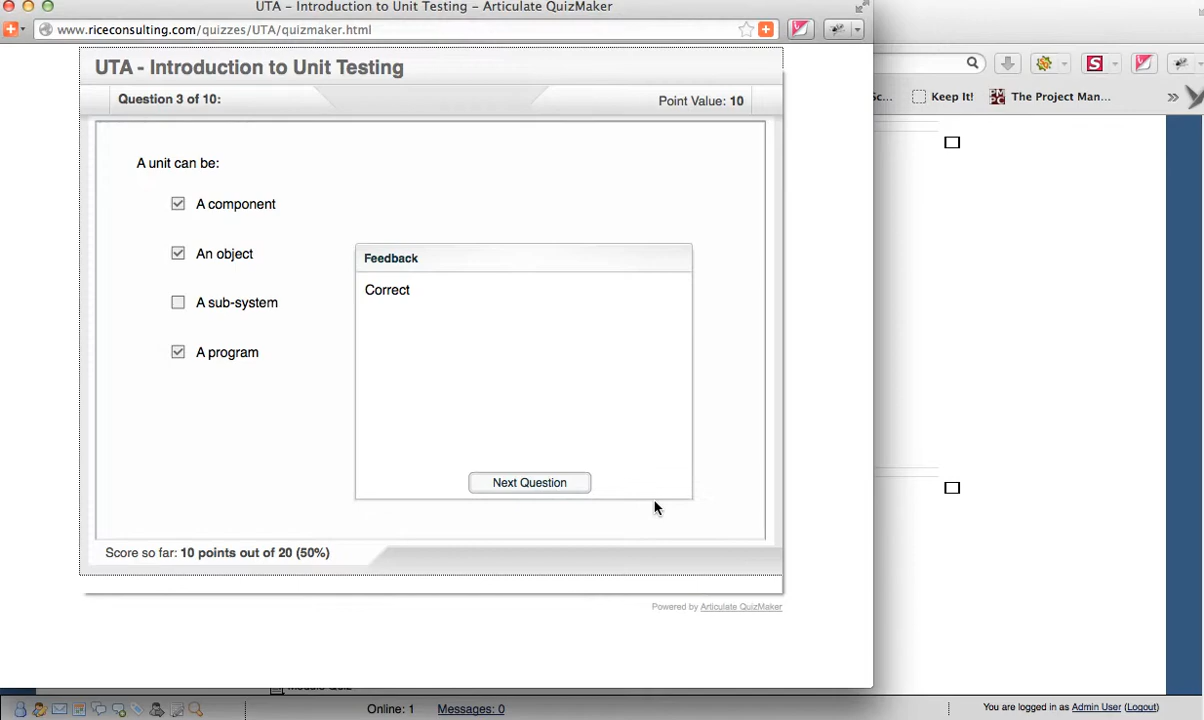 UTA – Introduction to Unit Testing – Articulate QuizMaker
www.riceconsulting.com/quizzes/UTA/quizmaker.html
Sc...
Keep It!
The Project Man...
»
UTA - Introduction to Unit Testing
Question 3 of 10:
Point Value: 10
A unit can be:
A component
An object
A sub-system
A program
Feedback
Correct
Next Question
Score so far: 10 points out of 20 (50%)
Powered by Articulate QuizMaker
Module Quiz
Online: 1
Messages: 0
You are logged in as Admin User (Logout)